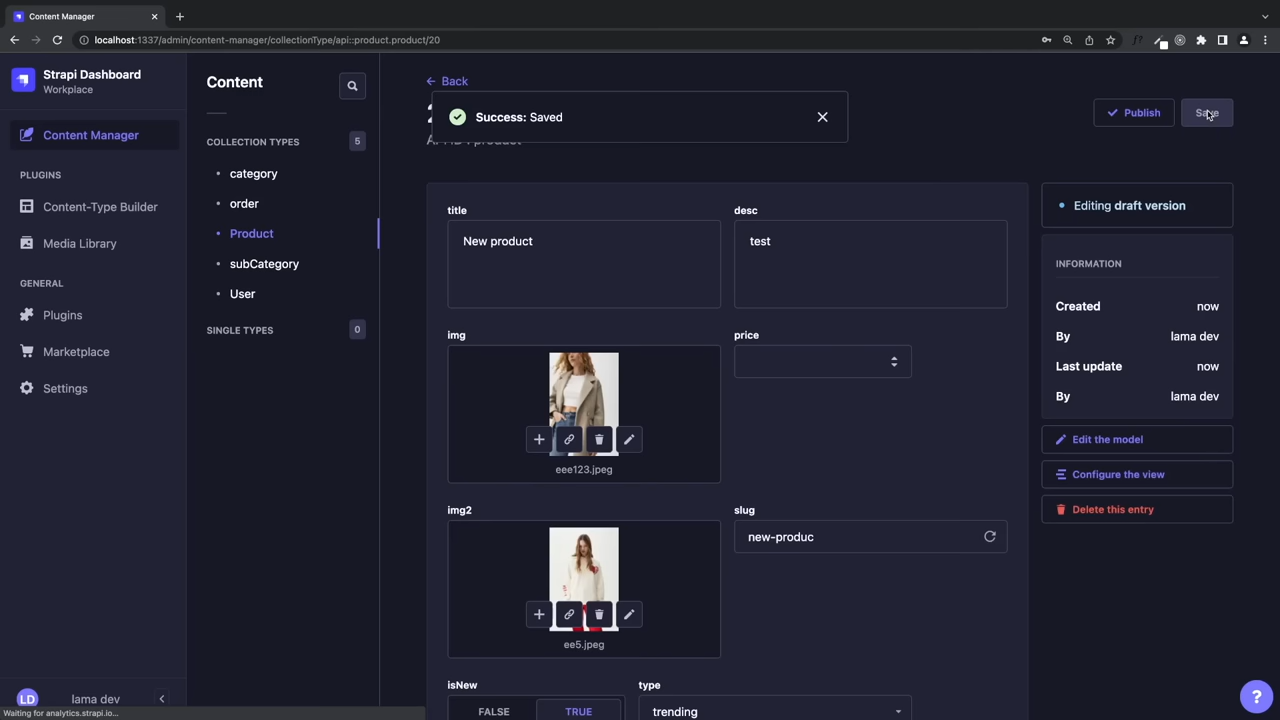 Content Manager
localhost:1337/admin/content-manager/collectionType/api::product.product/20
Strapi Dashboard
Workplace
Content Manager
PLUGINS
Content-Type Builder
Media Library
GENERAL
Plugins
Marketplace
Settings
LD
lama dev
Waiting for analytics.strapi.io...
Content
COLLECTION TYPES
5
category
order
Product
subCategory
User
SINGLE TYPES
0
Back
Success: Saved
Publish
Save
title
New product
desc
test
img
eee123.jpeg
price
img2
ee5.jpeg
slug
new-produc
isNew
FALSE
TRUE
type
trending
Editing draft version
INFORMATION
Created now
By lama dev
Last update now
By lama dev
Edit the model
Configure the view
Delete this entry
?